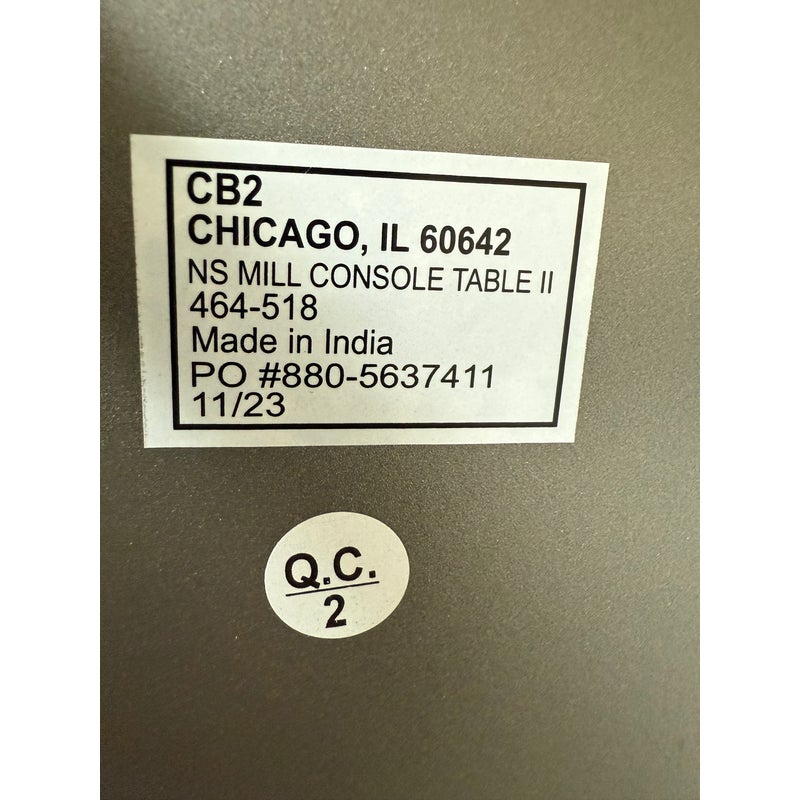 CB2
CHICAGO, IL 60642
NS MILL CONSOLE TABLE II
464-518
Made in India
PO #880-5637411
11/23
Q.C.
2